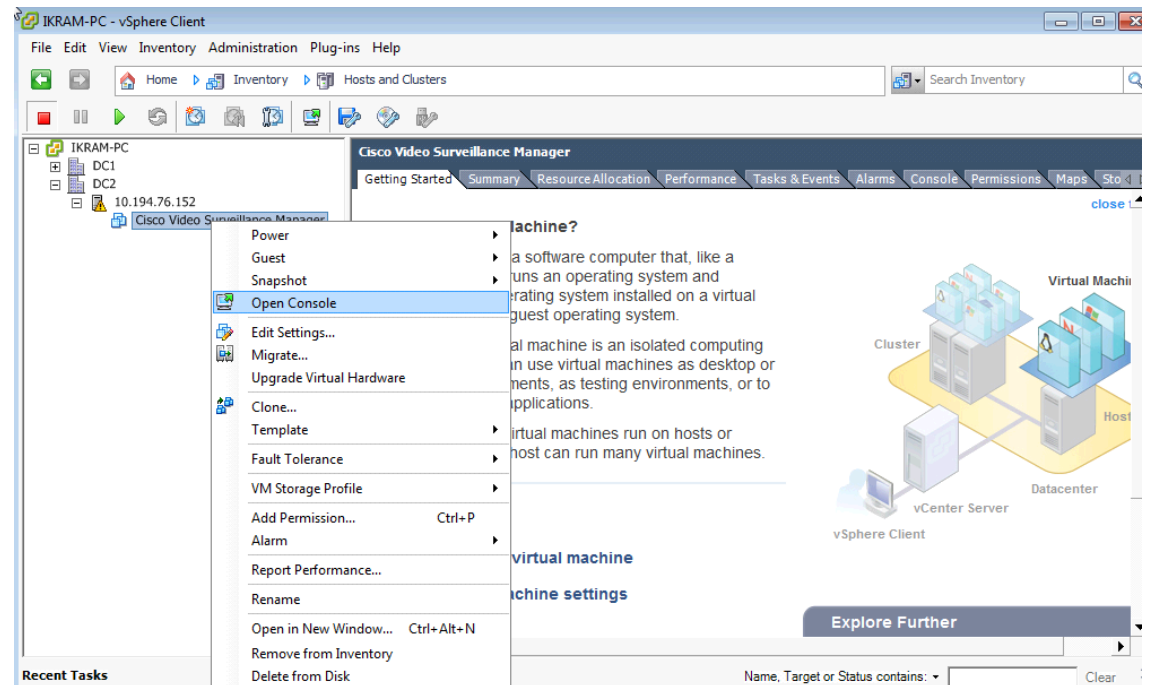 IKRAM-PC - vSphere Client
File Edit View Inventory Administration Plug-ins Help
Home Inventory Hosts and Clusters
Search Inventory
IKRAM-PC
DC1
DC2
10.194.76.152
Cisco Video Surveillance Manager
Cisco Video Surveillance Manager
Getting Started Summary Resource Allocation Performance Tasks & Events Alarms Console Permissions Maps Sto
close
Power
Guest
Snapshot
Open Console
Edit Settings...
Migrate...
Upgrade Virtual Hardware
Clone...
Template
Fault Tolerance
VM Storage Profile
Add Permission... Ctrl+P
Alarm
Report Performance...
Rename
Open in New Window... Ctrl+Alt+N
Remove from Inventory
Delete from Disk
achine?
a software computer that, like a
runs an operating system and
erating system installed on a virtual
guest operating system.
al machine is an isolated computing
n use virtual machines as desktop or
ments, as testing environments, or to
applications.
irtual machines run on hosts or
host can run many virtual machines.
virtual machine
achine settings
Virtual Machin
Cluster
Host
Datacenter
vCenter Server
vSphere Client
Explore Further
Recent Tasks
Name, Target or Status contains:
Clear